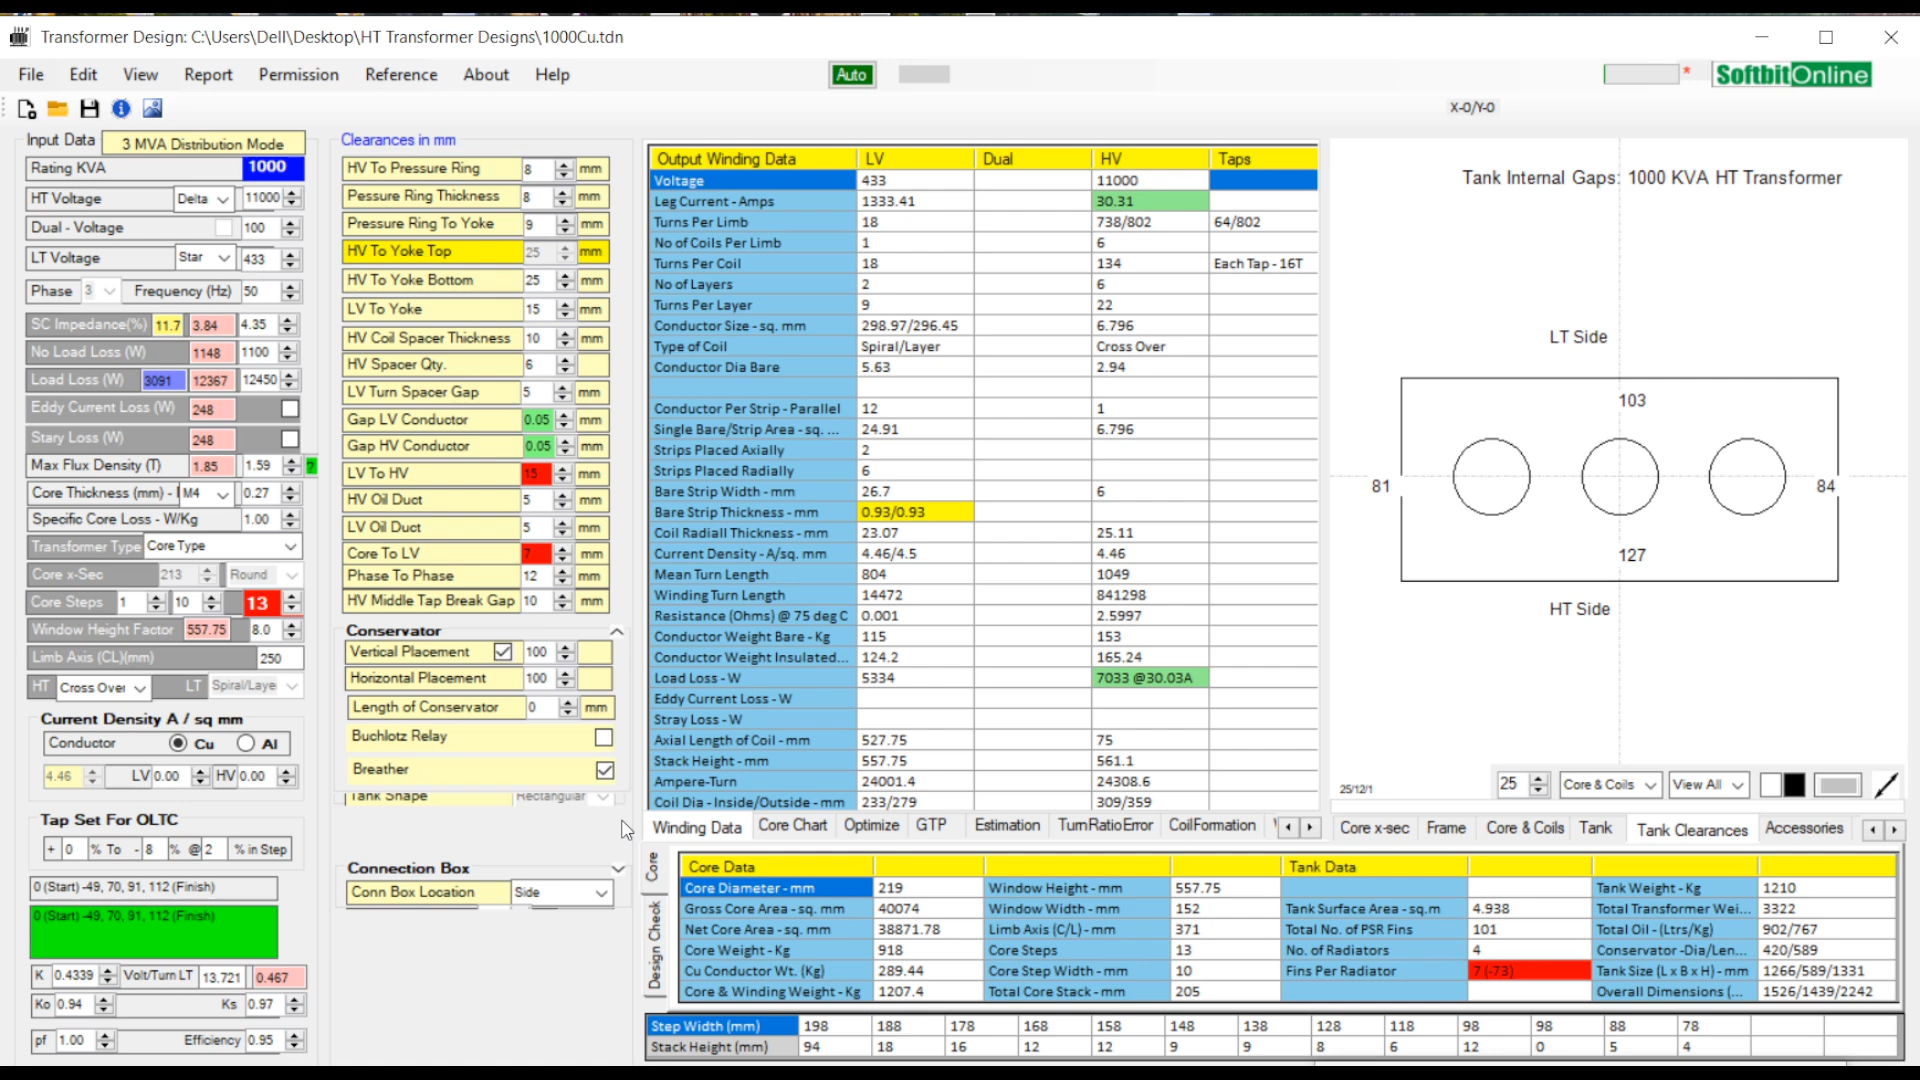 Transformer Design: C:\Users\Dell\Desktop\HT Transformer Designs\1000Cu.tdn
File Edit View Report Permission Reference About Help Auto * SoftbitOnline
X-O/Y-O
Input Data 3 MVA Distribution Mode
Rating KVA 1000
HT Voltage Delta 11000
Dual - Voltage 100
LT Voltage Star 433
Phase 3 Frequency (Hz) 50
SC Impedance(%) 11.7 3.84 4.35
No Load Loss (W) 1148 1100
Load Loss (W) 3091 12367 12450
Eddy Current Loss (W) 248
Stary Loss (W) 248
Max Flux Density (T) 1.85 1.59 ?
Core Thickness (mm) - M4 0.27
Specific Core Loss - W/Kg 1.00
Transformer Type Core Type
Core x-Sec 213 Round
Core Steps 1 10 13
Window Height Factor 557.75 8.0
Limb Axis (CL)(mm) 250
HT Cross Over LT Spiral/Laye
Current Density A / sq mm
Conductor Cu Al
4.46 LV 0.00 HV 0.00
Tap Set For OLTC
+ 0 % To - 8 % @ 2 % in Step
0 (Start) -49, 70, 91, 112 (Finish)
0 (Start) -49, 70, 91, 112 (Finish)
K 0.4339 Volt/Turn LT 13.721 0.467
Ko 0.94 Ks 0.97
pf 1.00 Efficiency 0.95
Clearances in mm
HV To Pressure Ring 8 mm
Pessure Ring Thickness 8 mm
Pressure Ring To Yoke 9 mm
HV To Yoke Top 25 mm
HV To Yoke Bottom 25 mm
LV To Yoke 15 mm
HV Coil Spacer Thickness 10 mm
HV Spacer Qty. 6
LV Turn Spacer Gap 5 mm
Gap LV Conductor 0.05 mm
Gap HV Conductor 0.05 mm
LV To HV 15 mm
HV Oil Duct 5 mm
LV Oil Duct 5 mm
Core To LV 7 mm
Phase To Phase 12 mm
HV Middle Tap Break Gap 10 mm
Conservator
Vertical Placement 100
Horizontal Placement 100
Length of Conservator 0 mm
Buchlotz Relay
Breather
Tank Shape Rectangular
Connection Box
Conn Box Location Side
Output Winding Data LV Dual HV Taps
Voltage 433 11000
Leg Current - Amps 1333.41 30.31
Turns Per Limb 18 738/802 64/802
No of Coils Per Limb 1 6
Turns Per Coil 18 134 Each Tap - 16T
No of Layers 2 6
Turns Per Layer 9 22
Conductor Size - sq. mm 298.97/296.45 6.796
Type of Coil Spiral/Layer Cross Over
Conductor Dia Bare 5.63 2.94
Conductor Per Strip - Parallel 12 1
Single Bare/Strip Area - sq. ... 24.91 6.796
Strips Placed Axially 2
Strips Placed Radially 6
Bare Strip Width - mm 26.7 6
Bare Strip Thickness - mm 0.93/0.93
Coil Radiall Thickness - mm 23.07 25.11
Current Density - A/sq. mm 4.46/4.5 4.46
Mean Turn Length 804 1049
Winding Turn Length 14472 841298
Resistance (Ohms) @ 75 deg C 0.001 2.5997
Conductor Weight Bare - Kg 115 153
Conductor Weight Insulated... 124.2 165.24
Load Loss - W 5334 7033 @30.03A
Eddy Current Loss - W
Stray Loss - W
Axial Length of Coil - mm 527.75 75
Stack Height - mm 557.75 561.1
Ampere-Turn 24001.4 24308.6
Coil Dia - Inside/Outside - mm 233/279 309/359
Winding Data Core Chart Optimize GTP Estimation TurnRatioError CoilFormation
Tank Internal Gaps: 1000 KVA HT Transformer
LT Side
103
81 84
127
HT Side
25/12/1 25 Core & Coils View All
Core x-sec Frame Core & Coils Tank Tank Clearances Accessories
Core
Design Check
Core Data Tank Data
Core Diameter - mm 219 Window Height - mm 557.75 Tank Weight - Kg 1210
Gross Core Area - sq. mm 40074 Window Width - mm 152 Tank Surface Area - sq.m 4.938 Total Transformer Wei... 3322
Net Core Area - sq. mm 38871.78 Limb Axis (C/L) - mm 371 Total No. of PSR Fins 101 Total Oil - (Ltrs/Kg) 902/767
Core Weight - Kg 918 Core Steps 13 No. of Radiators 4 Conservator -Dia/Len... 420/589
Cu Conductor Wt. (Kg) 289.44 Core Step Width - mm 10 Fins Per Radiator 7 (-73) Tank Size (L x B x H) - mm 1266/589/1331
Core & Winding Weight - Kg 1207.4 Total Core Stack - mm 205 Overall Dimensions (... 1526/1439/2242
Step Width (mm) 198 188 178 168 158 148 138 128 118 98 98 88 78
Stack Height (mm) 94 18 16 12 12 9 9 8 6 12 0 5 4